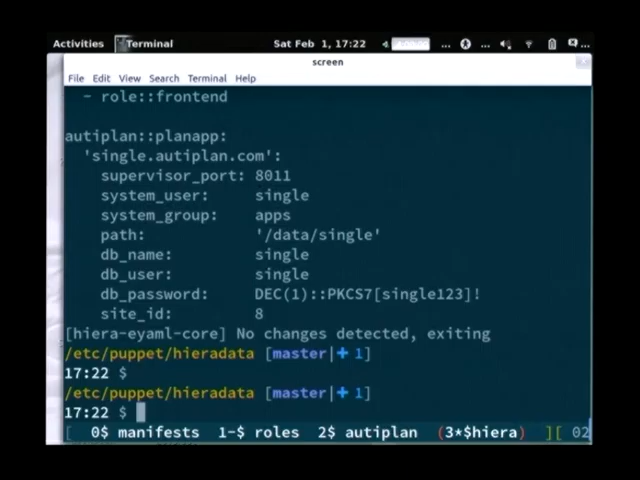 Activities Terminal Sat Feb 1, 17:22 ... ... ...
screen
File Edit View Search Terminal Help
- role::frontend
autiplan::planapp:
'single.autiplan.com':
supervisor_port: 8011
system_user: single
system_group: apps
path: '/data/single'
db_name: single
db_user: single
db_password: DEC(1)::PKCS7[single123]!
site_id: 8
[hiera-eyaml-core] No changes detected, exiting
/etc/puppet/hieradata [master|✚ 1]
17:22 $
/etc/puppet/hieradata [master|✚ 1]
17:22 $
[ 0$ manifests 1-$ roles 2$ autiplan (3*$hiera) ][ 02